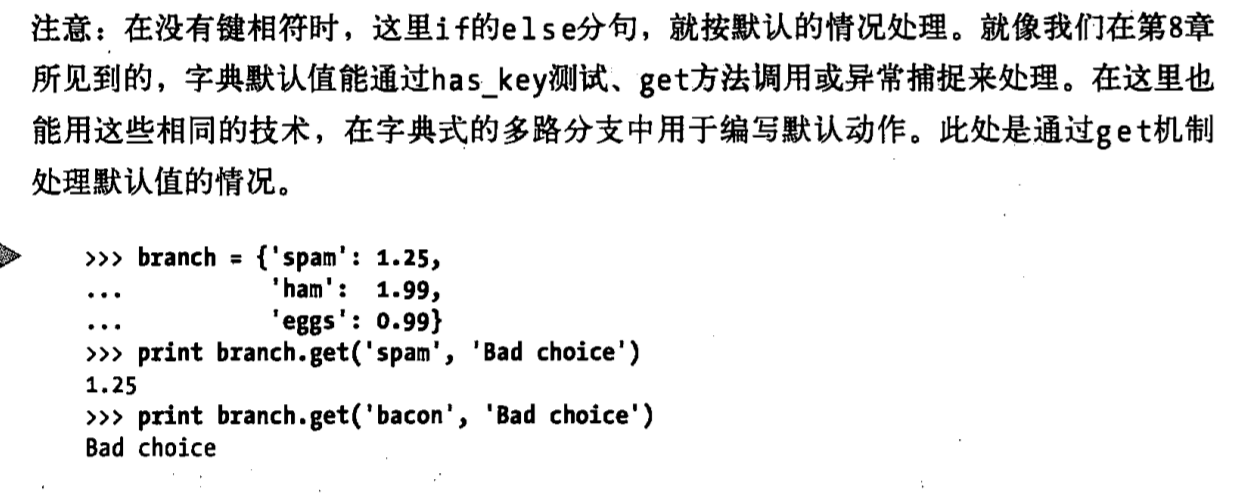 注意：在没有键相符时，这里if的else分句，就按默认的情况处理。就像我们在第8章
所见到的，字典默认值能通过has_key测试、get方法调用或异常捕捉来处理。在这里也
能用这些相同的技术，在字典式的多路分支中用于编写默认动作。此处是通过get机制
处理默认值的情况。
>>> branch = {'spam': 1.25,
...           'ham':  1.99,
...           'eggs': 0.99}
>>> print branch.get('spam', 'Bad choice')
1.25
>>> print branch.get('bacon', 'Bad choice')
Bad choice